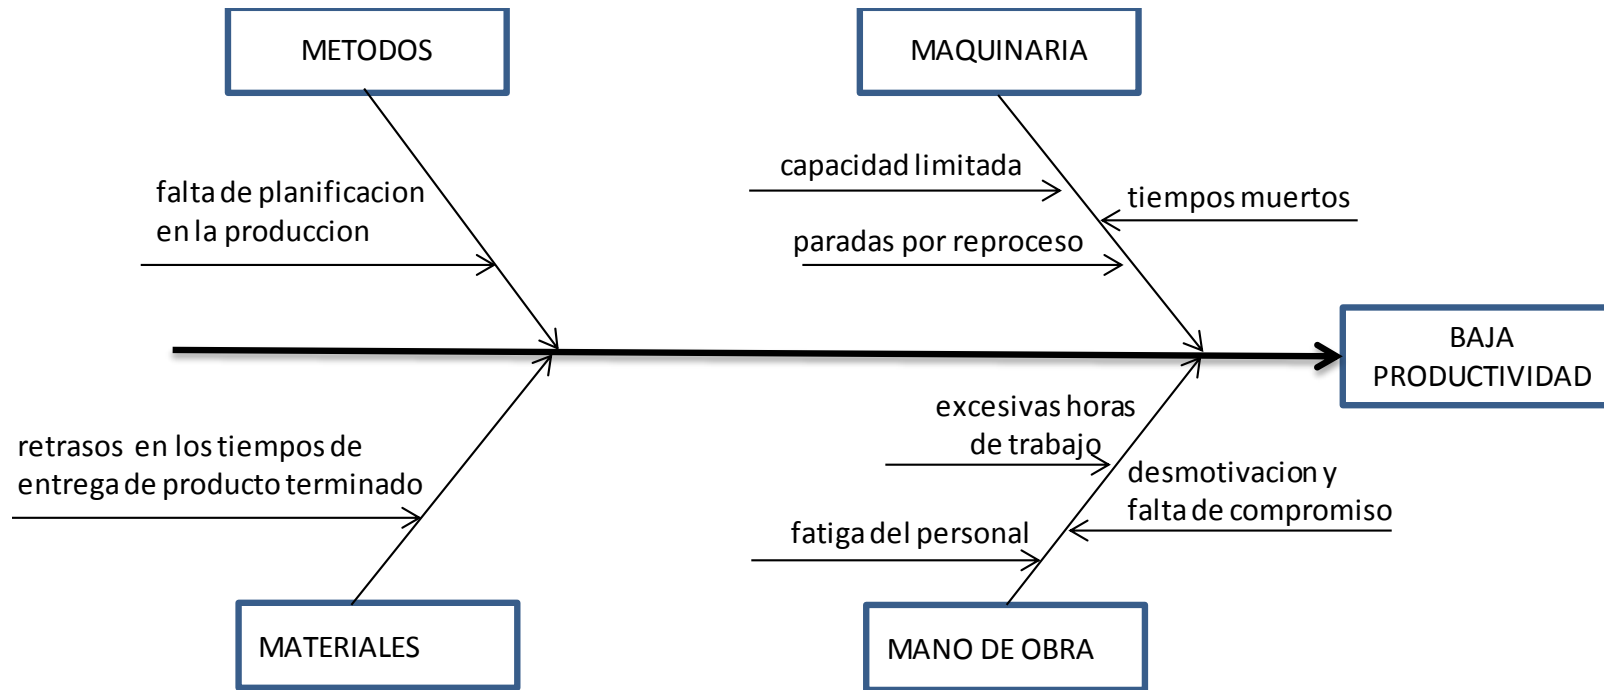 METODOS
MAQUINARIA
capacidad limitada
falta de planificacion
en la produccion
tiempos muertos
paradas por reproceso
BAJA
PRODUCTIVIDAD
excesivas horas
de trabajo
retrasos en los tiempos de
entrega de producto terminado
desmotivacion y
falta de compromiso
fatiga del personal
MATERIALES
MANO DE OBRA